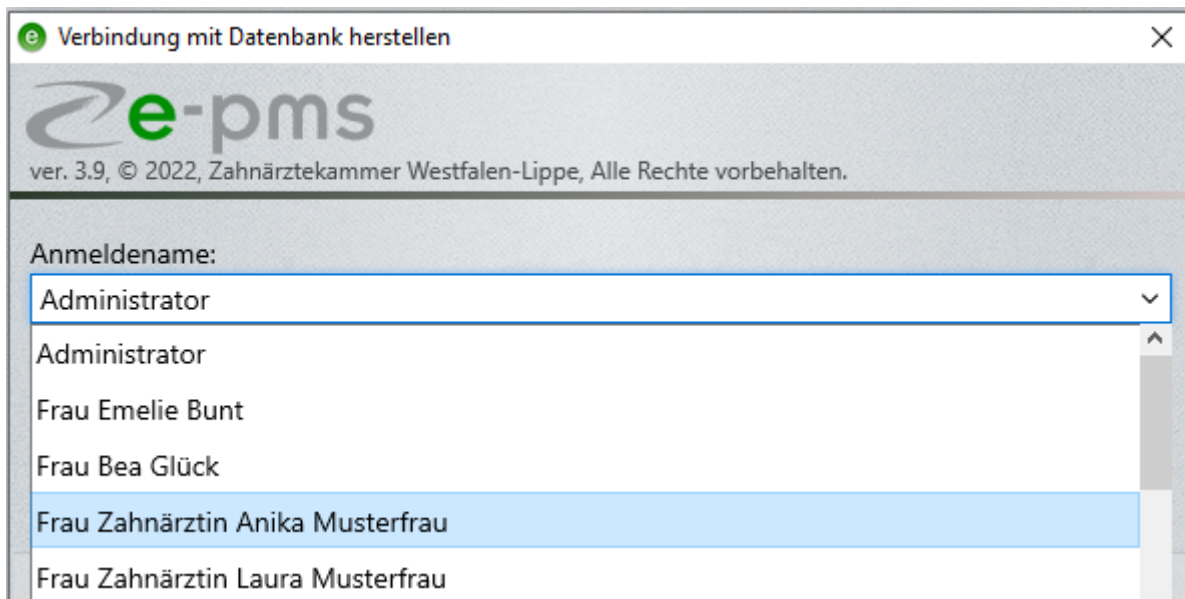 e Verbindung mit Datenbank herstellen
e-pms
ver. 3.9, © 2022, Zahnärztekammer Westfalen-Lippe, Alle Rechte vorbehalten.
Anmeldename:
Administrator
Administrator
Frau Emelie Bunt
Frau Bea Glück
Frau Zahnärztin Anika Musterfrau
Frau Zahnärztin Laura Musterfrau